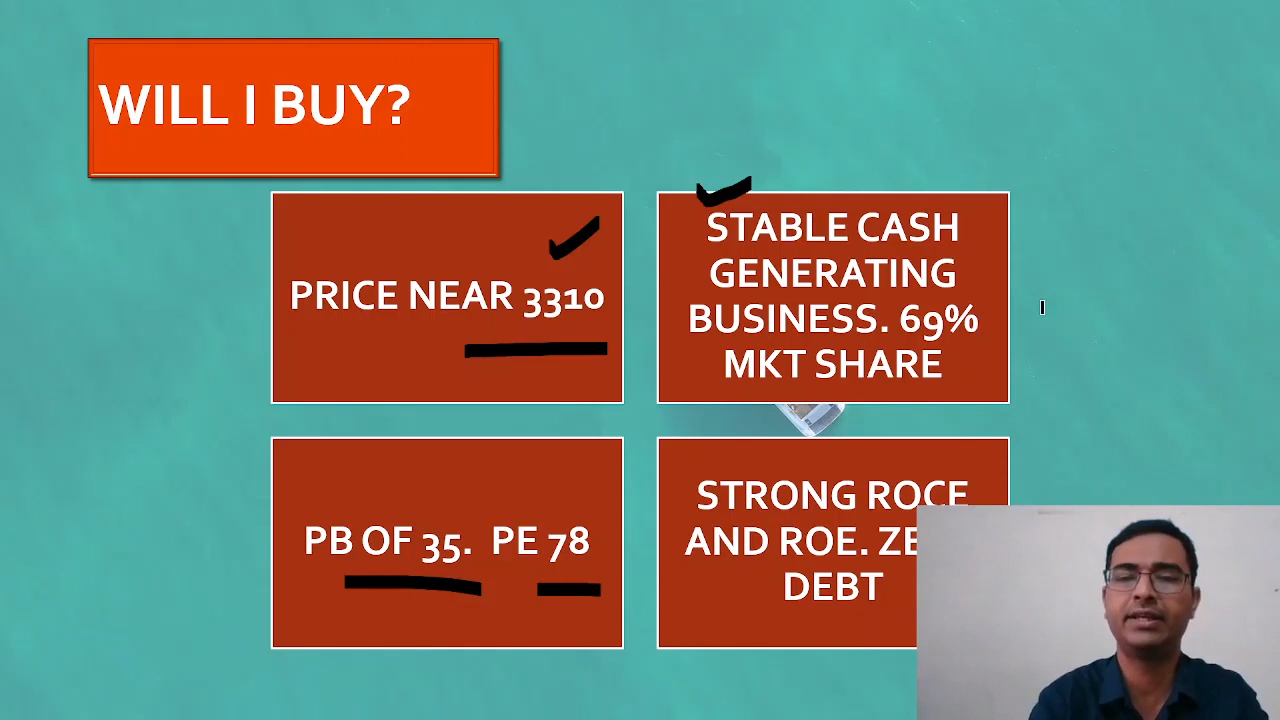 WILL I BUY?
PRICE NEAR 3310
STABLE CASH
GENERATING
BUSINESS. 69%
MKT SHARE
PB OF 35. PE 78
STRONG ROCE
AND ROE.
DEBT